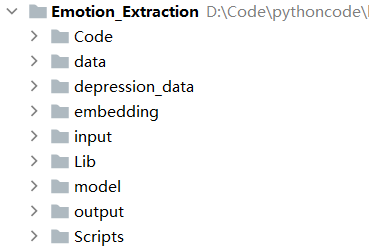 Emotion_Extraction D:\Code\pythoncode\
Code
data
depression_data
embedding
input
Lib
model
output
Scripts